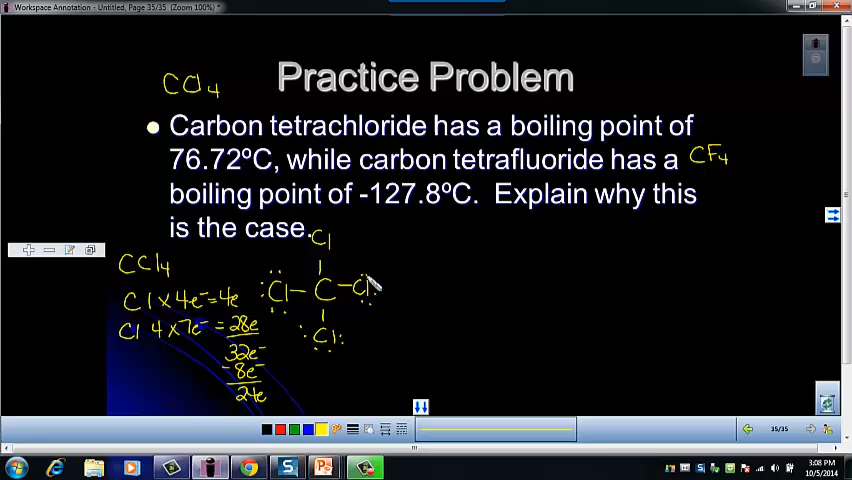 Workspace Annotation, Page 35/35 (Zoom 100%) *
Practice Problem
CCl4
• Carbon tetrachloride has a boiling point of
76.72ºC, while carbon tetrafluoride has a
CF4
boiling point of -127.8ºC. Explain why this
is the case.
Cl
CCl4
C 1 x 4e- = 4e
Cl – C – Cl
Cl 4 x 7e- = 28e
Cl
32e-
- 8e-
24e
35/35
3:08 PM
10/5/2014